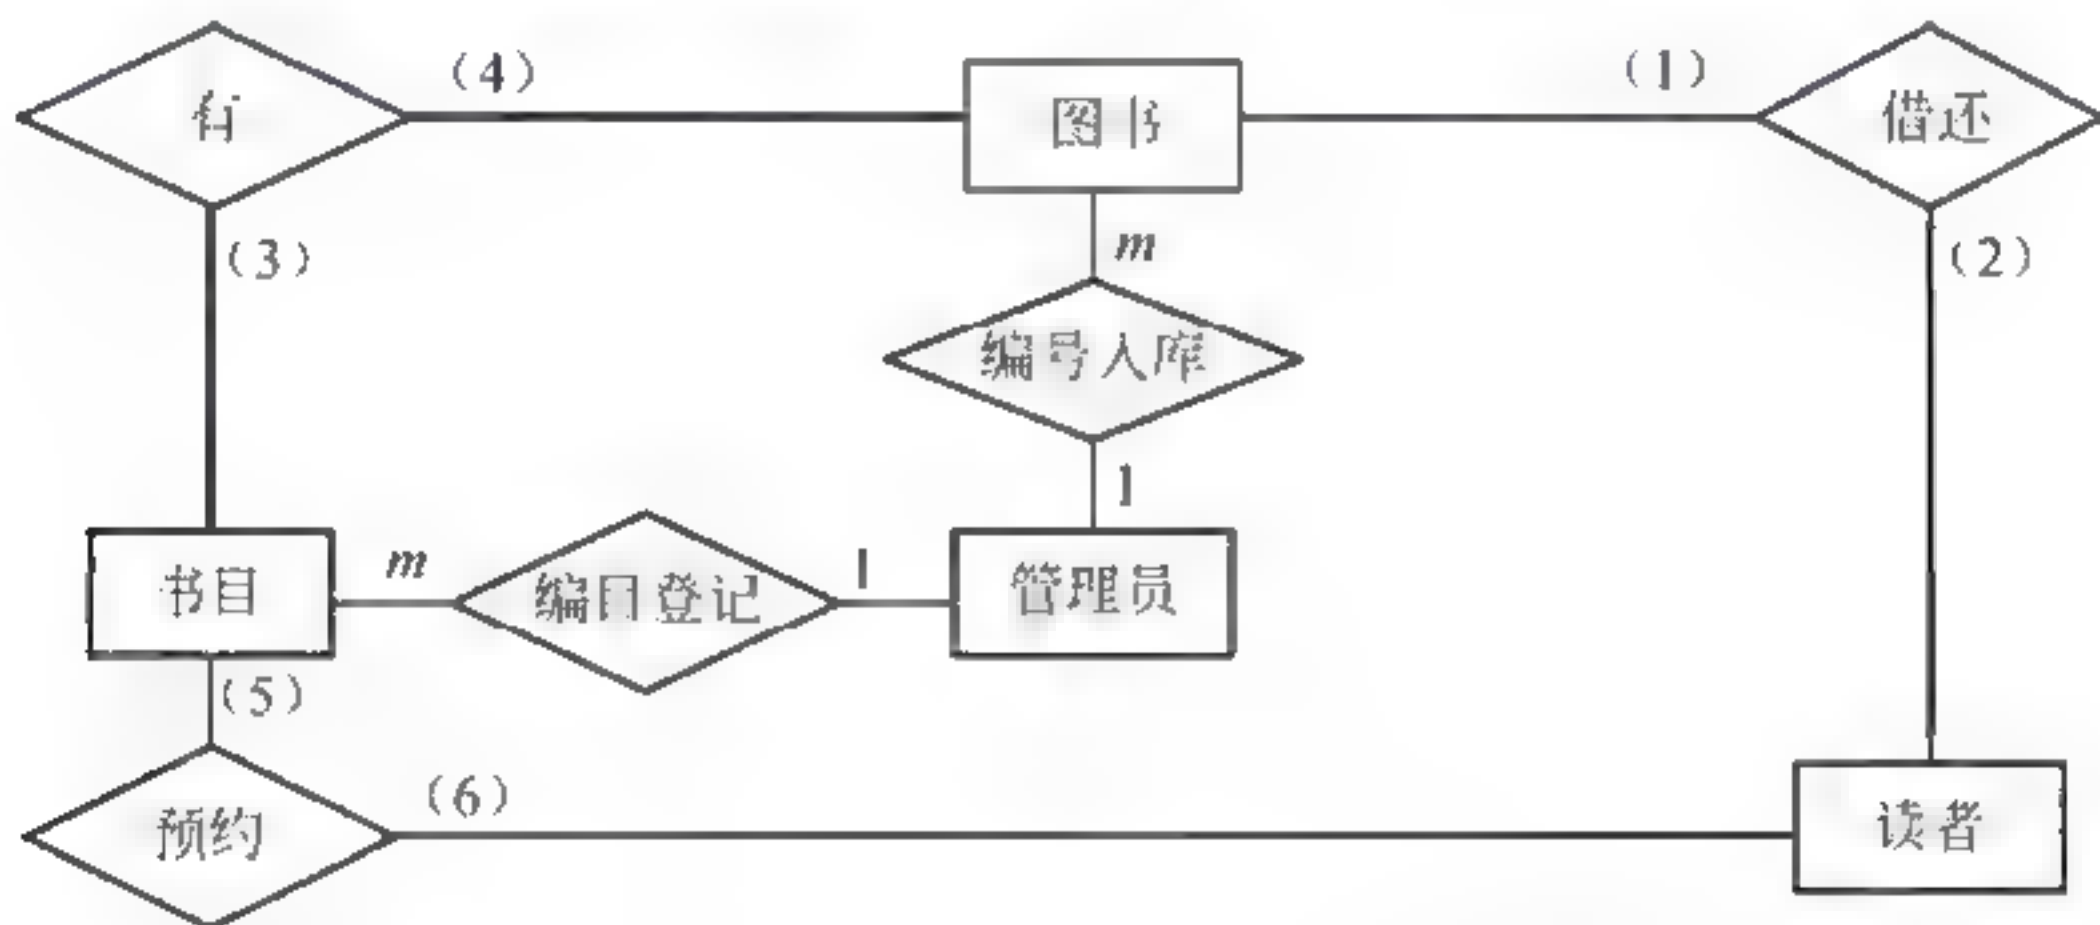 有 (4) 图书 (1) 借还
(3) m (2)
编号入库
1
书目 m 编目登记 1 管理员
(5)
预约 (6) 读者